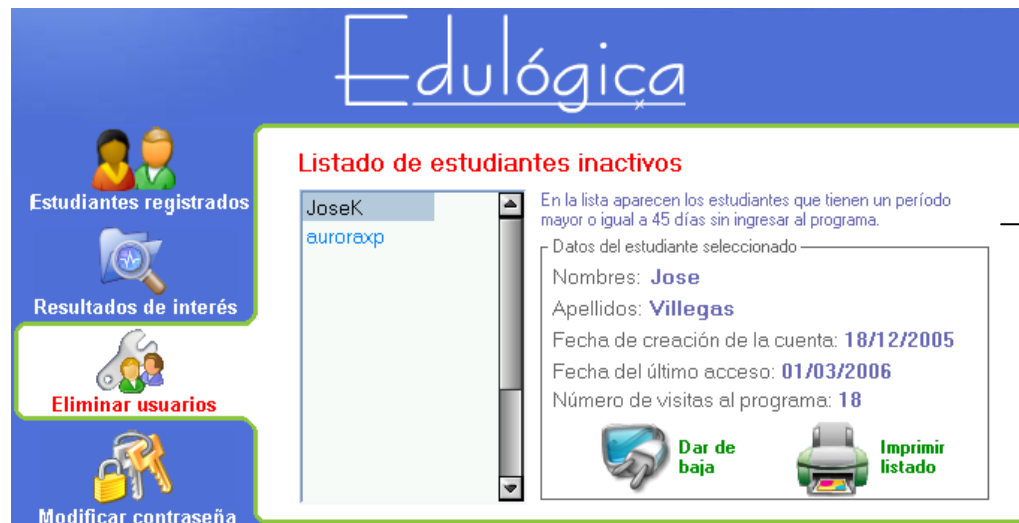 Edulógica
Estudiantes registrados
Resultados de interés
Eliminar usuarios
Modificar contraseña
Listado de estudiantes inactivos
JoseK
auroraxp
En la lista aparecen los estudiantes que tienen un período
mayor o igual a 45 días sin ingresar al programa.
Datos del estudiante seleccionado
Nombres: Jose
Apellidos: Villegas
Fecha de creación de la cuenta: 18/12/2005
Fecha del último acceso: 01/03/2006
Número de visitas al programa: 18
Dar de
baja
Imprimir
listado